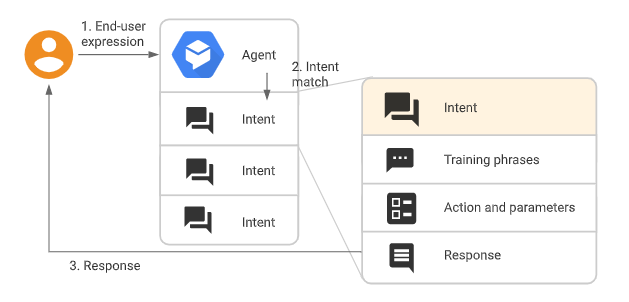 1. End-user
expression
Agent
2. Intent
match
Intent
Intent
Intent
Intent
Training phrases
Action and parameters
Response
3. Response